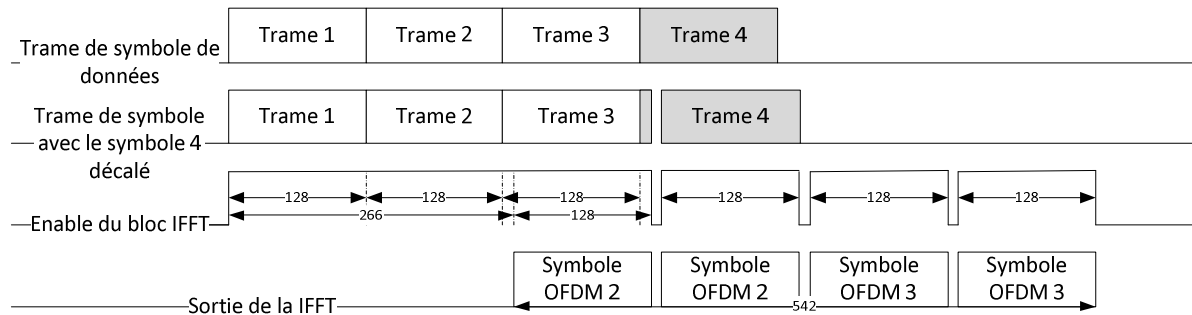 Trame 1 Trame 2 Trame 3 Trame 4
Trame de symbole de
données
Trame 1 Trame 2 Trame 3 Trame 4
Trame de symbole
avec le symbole 4
décalé
128 128 128 128 128 128
266 128
Enable du bloc IFFT
Symbole Symbole Symbole Symbole
OFDM 2 OFDM 2 OFDM 3 OFDM 3
Sortie de la IFFT
542